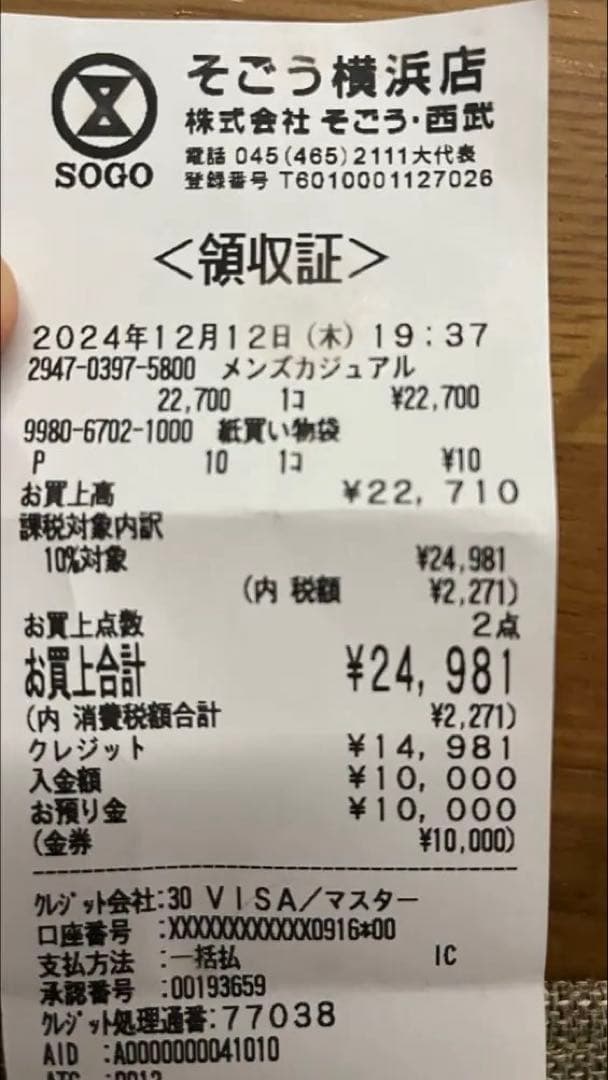 そごう横浜店
株式会社 そごう・西武
SOGO
電話 045(465)2111大代表
登録番号 T6010001127026
＜領収証＞
2024年12月12日(木)19:37
2947-0397-5800 メンズカジュアル
22,700 1コ ¥22,700
9980-6702-1000 紙買い物袋
P 10 1コ ¥10
お買上高 ¥22,710
課税対象内訳
10%対象 ¥24,981
(内 税額 ¥2,271)
お買上点数 2点
お買上合計 ¥24,981
(内 消費税額合計 ¥2,271)
クレジット ¥14,981
入金額 ¥10,000
お預り金 ¥10,000
(金券 ¥10,000)
クレジット会社:30 VISA/マスター
口座番号 :XXXXXXXXXXXX0916*00
支払方法 :一括払 IC
承認番号 :00193659
クレジット処理通番:77038
AID :A0000000041010
ATC :0012